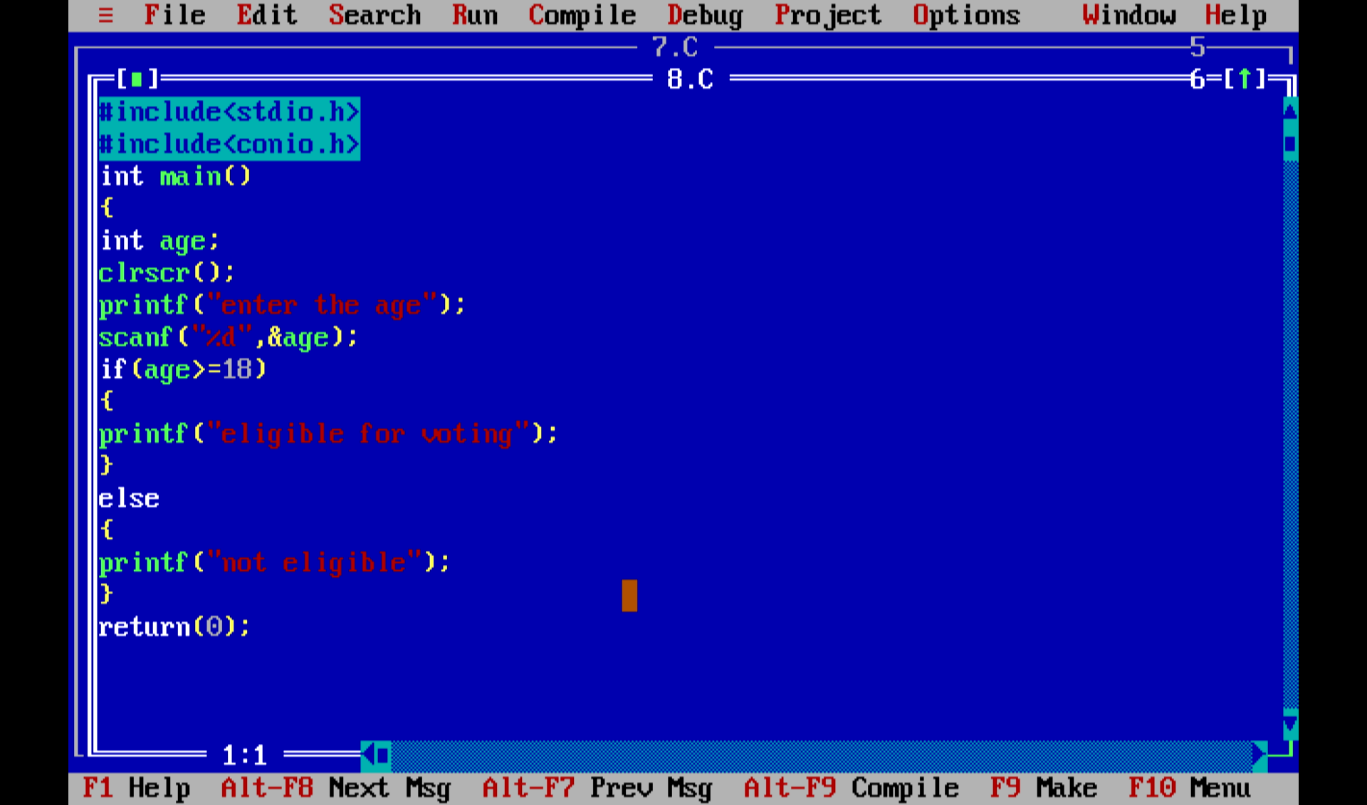 ≡ File Edit Search Run Compile Debug Project Options Window Help
7.C 5
[■] 8.C 6=[↑]
#include<stdio.h>
#include<conio.h>
int main()
{
int age;
clrscr();
printf("enter the age");
scanf("%d",&age);
if(age>=18)
{
printf("eligible for voting");
}
else
{
printf("not eligible");
}
return(0);
1:1
F1 Help Alt-F8 Next Msg Alt-F7 Prev Msg Alt-F9 Compile F9 Make F10 Menu